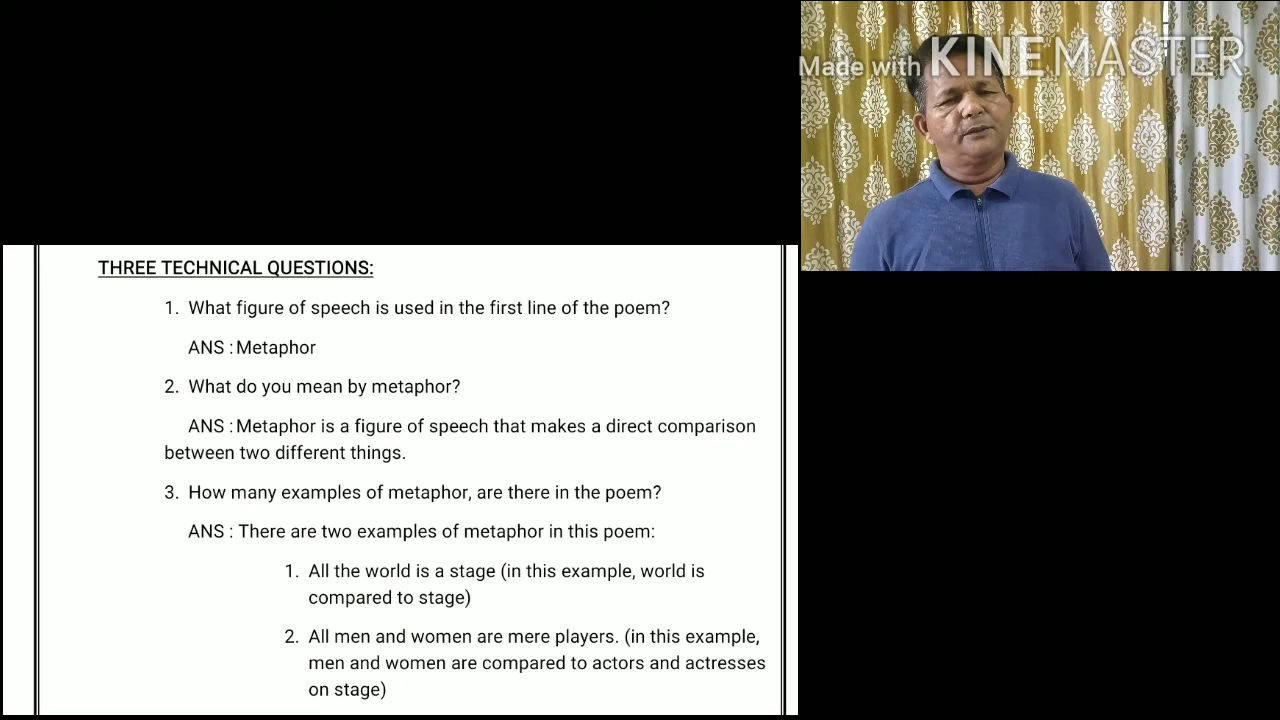 Made with KINEMASTER
THREE TECHNICAL QUESTIONS:
1. What figure of speech is used in the first line of the poem?
ANS : Metaphor
2. What do you mean by metaphor?
ANS : Metaphor is a figure of speech that makes a direct comparison
between two different things.
3. How many examples of metaphor, are there in the poem?
ANS : There are two examples of metaphor in this poem:
1. All the world is a stage (in this example, world is
compared to stage)
2. All men and women are mere players. (in this example,
men and women are compared to actors and actresses
on stage)